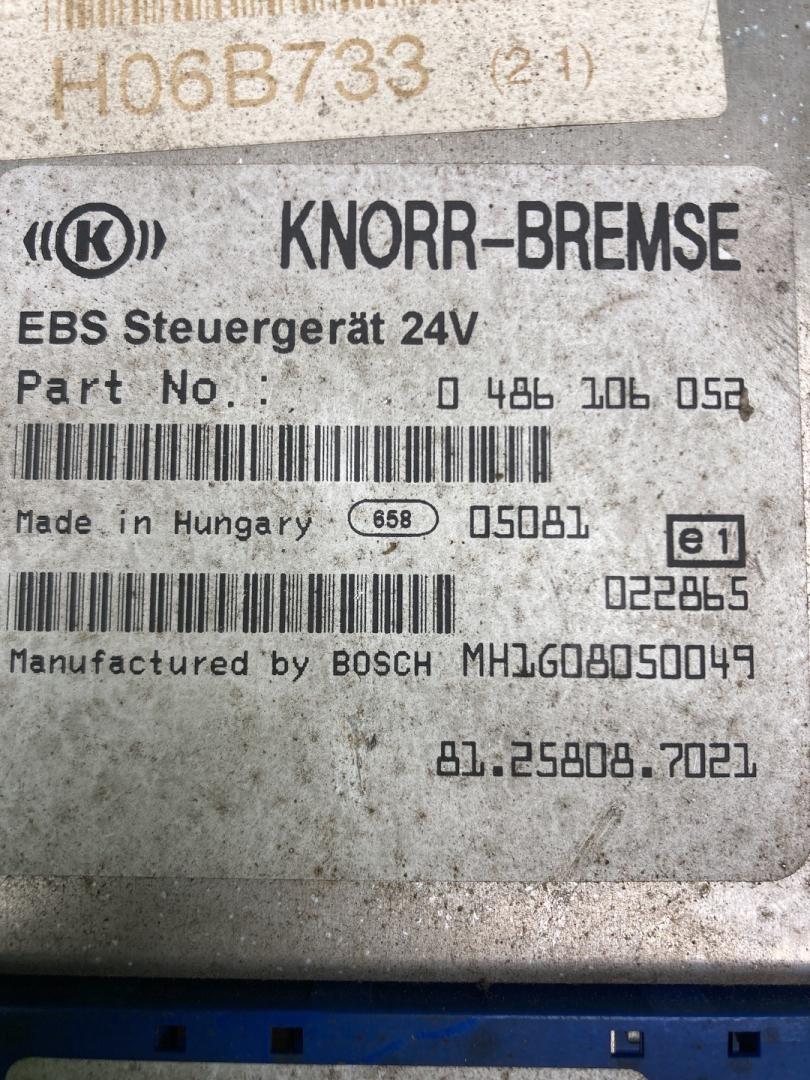 H06B733 (21)
K KNORR-BREMSE
EBS Steuergerät 24V
Part No.: 0 486 106 052
Made in Hungary 658 05081 e1
022865
Manufactured by BOSCH MH1G08050049
81.25808.7021